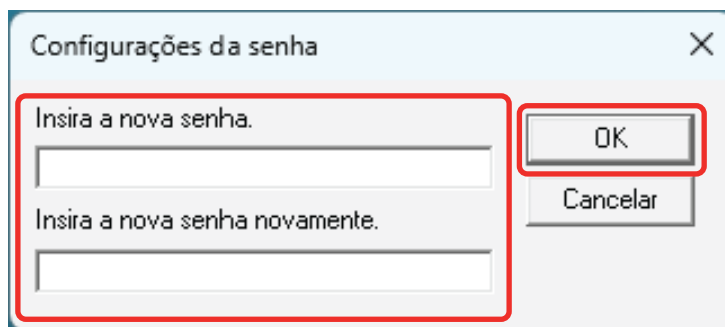 Configurações da senha
Insira a nova senha.
OK
Cancelar
Insira a nova senha novamente.